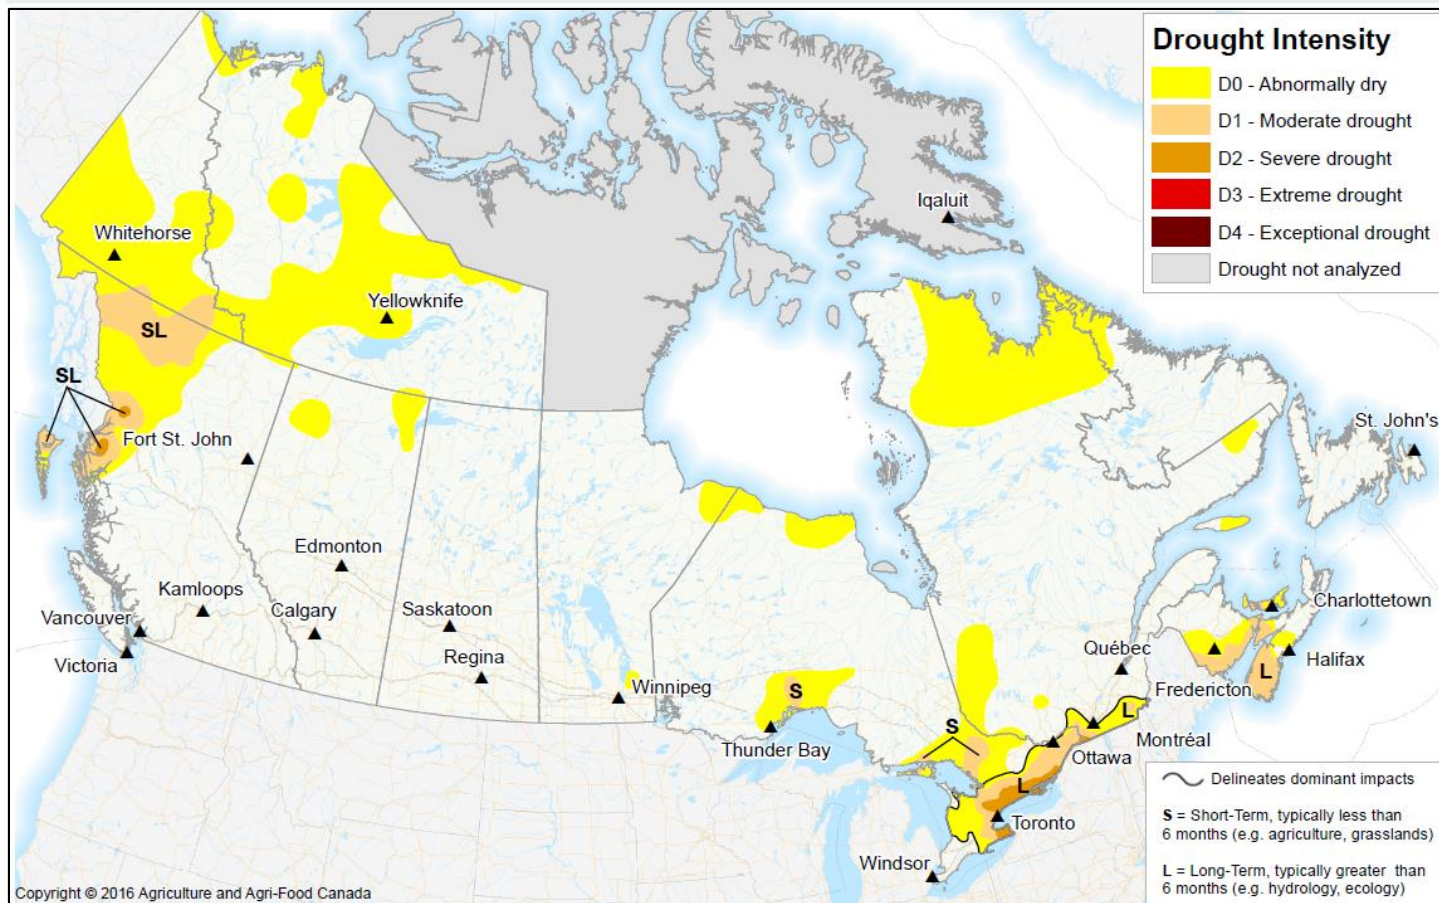 Drought Intensity
D0 - Abnormally dry
D1 - Moderate drought
D2 - Severe drought
D3 - Extreme drought
D4 - Exceptional drought
Drought not analyzed
Iqaluit
Whitehorse
Yellowknife
SL
SL
Fort St. John
St. John's
Edmonton
Kamloops
Calgary
Saskatoon
Vancouver
Victoria
Regina
Winnipeg
S
Thunder Bay
S
Québec
Charlottetown
Halifax
L
Fredericton
L
Montréal
Ottawa
L
Toronto
Windsor
Delineates dominant impacts
S = Short-Term, typically less than
6 months (e.g. agriculture, grasslands)
L = Long-Term, typically greater than
6 months (e.g. hydrology, ecology)
Copyright © 2016 Agriculture and Agri-Food Canada